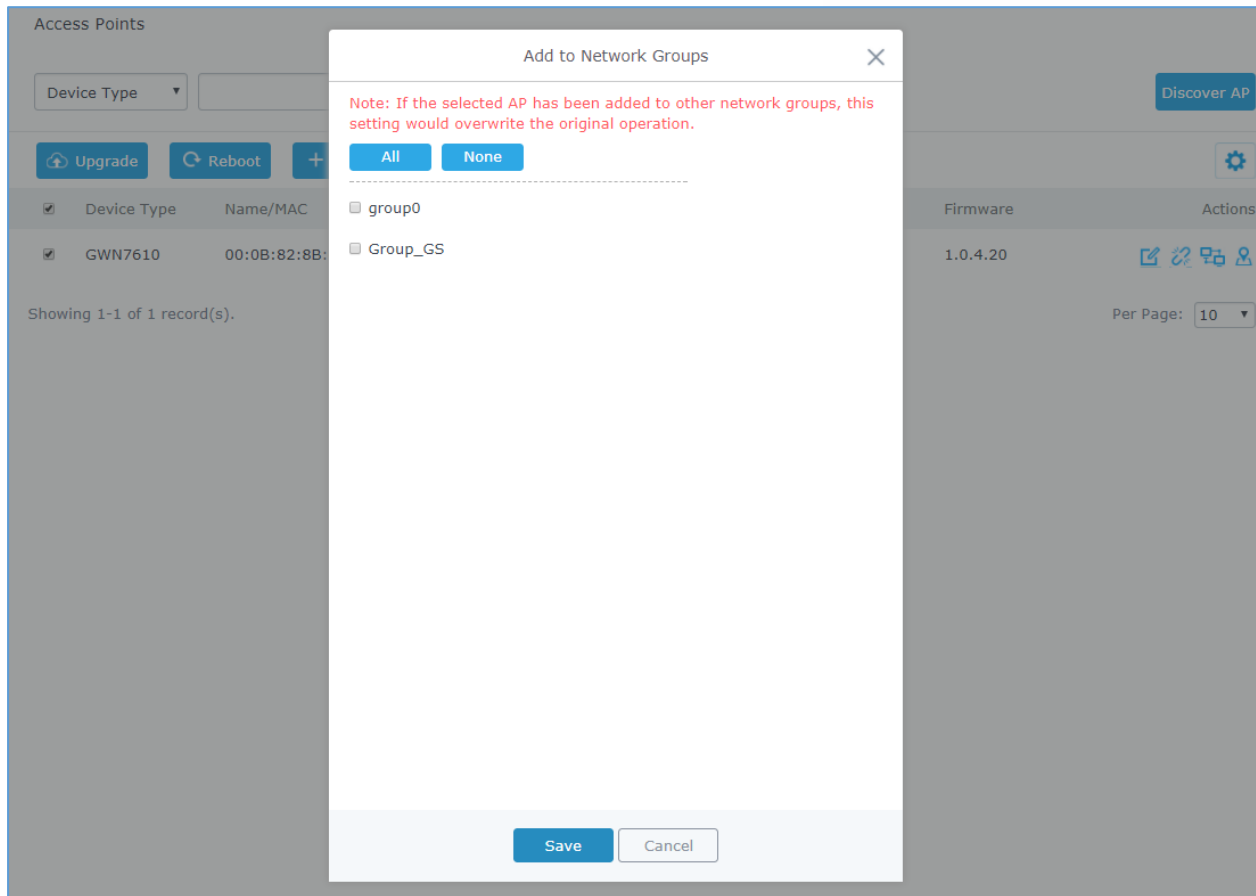 Access Points
Add to Network Groups
Device Type
Discover AP
Note: If the selected AP has been added to other network groups, this
setting would overwrite the original operation.
All None
Upgrade Reboot
Device Type Name/MAC Firmware Actions
group0
GWN7610 00:0B:82:8B: 1.0.4.20
Group_GS
Showing 1-1 of 1 record(s). Per Page: 10
Save Cancel